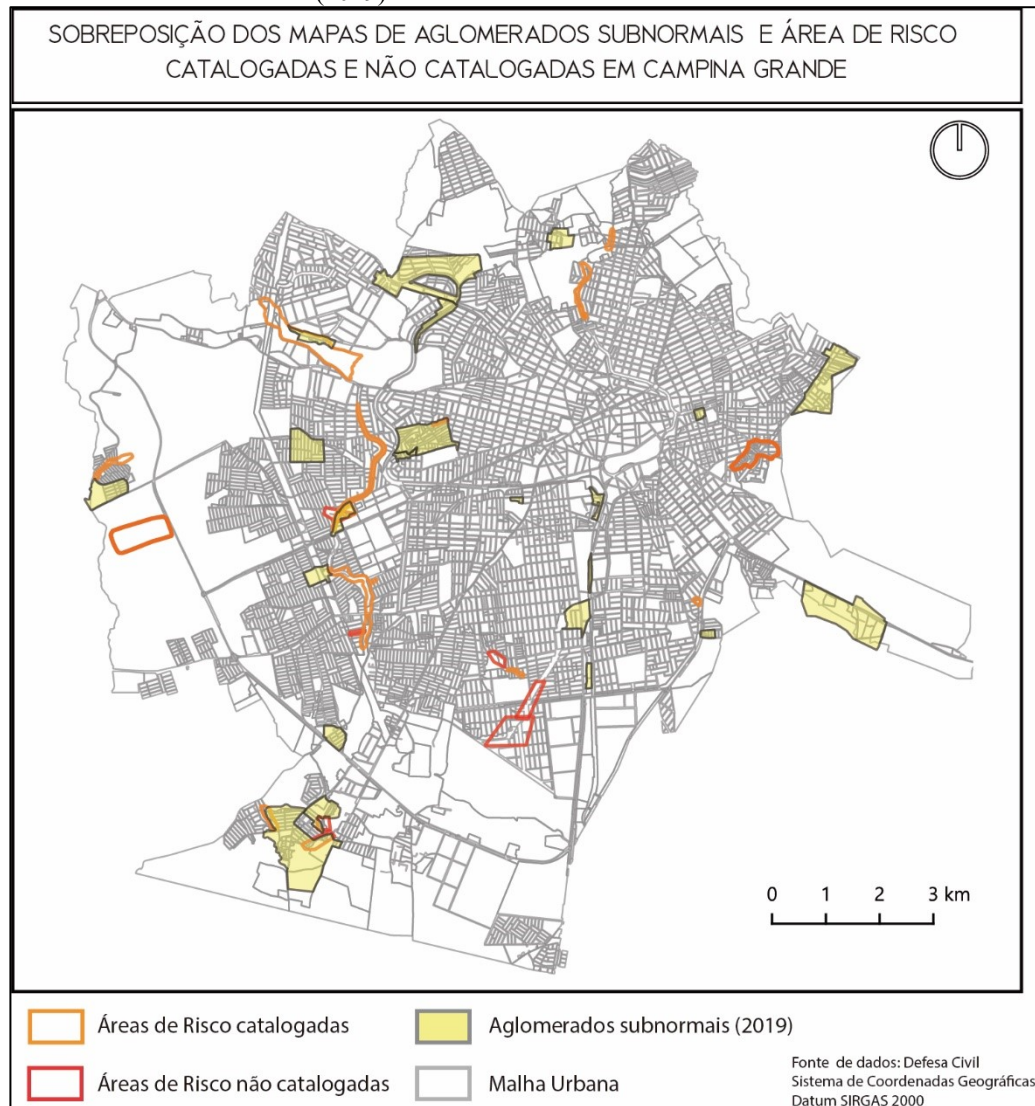 SOBREPOSIÇÃO DOS MAPAS DE AGLOMERADOS SUBNORMAIS E ÁREA DE RISCO
CATALOGADAS E NÃO CATALOGADAS EM CAMPINA GRANDE
0 1 2 3 km
Áreas de Risco catalogadas
Aglomerados subnormais (2019)
Áreas de Risco não catalogadas
Malha Urbana
Fonte de dados: Defesa Civil
Sistema de Coordenadas Geográficas
Datum SIRGAS 2000